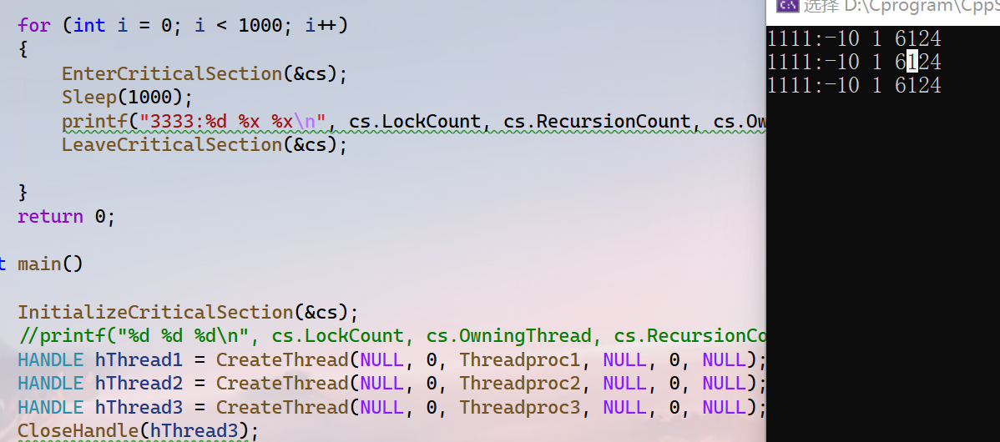 for (int i = 0; i < 1000; i++)
{
EnterCriticalSection(&cs);
Sleep(1000);
printf("3333:%d %x %x\n", cs.LockCount, cs.RecursionCount, cs.Ow
LeaveCriticalSection(&cs);
}
return 0;
t main()
InitializeCriticalSection(&cs);
//printf("%d %d %d\n", cs.LockCount, cs.OwningThread, cs.RecursionCo
HANDLE hThread1 = CreateThread(NULL, 0, Threadproc1, NULL, 0, NULL);
HANDLE hThread2 = CreateThread(NULL, 0, Threadproc2, NULL, 0, NULL);
HANDLE hThread3 = CreateThread(NULL, 0, Threadproc3, NULL, 0, NULL);
CloseHandle(hThread3);
C:\ 选择 D:\Cprogram\CppS
1111:-10 1 6124
1111:-10 1 6124
1111:-10 1 6124